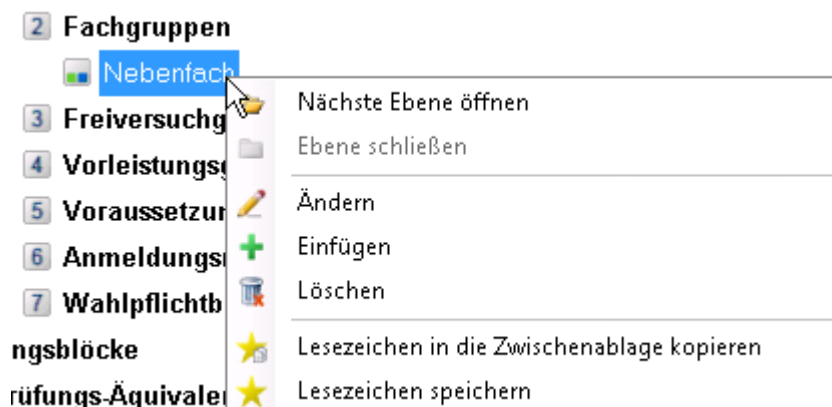 2 Fachgruppen
Nebenfach
Nächste Ebene öffnen
3 Freiversuchg
Ebene schließen
4 Vorleistungs
5 Voraussetzur
Ändern
6 Anmeldungs
Einfügen
7 Wahlpflichtb
Löschen
ngsblöcke
Lesezeichen in die Zwischenablage kopieren
rüfungs-Äquivale
Lesezeichen speichern